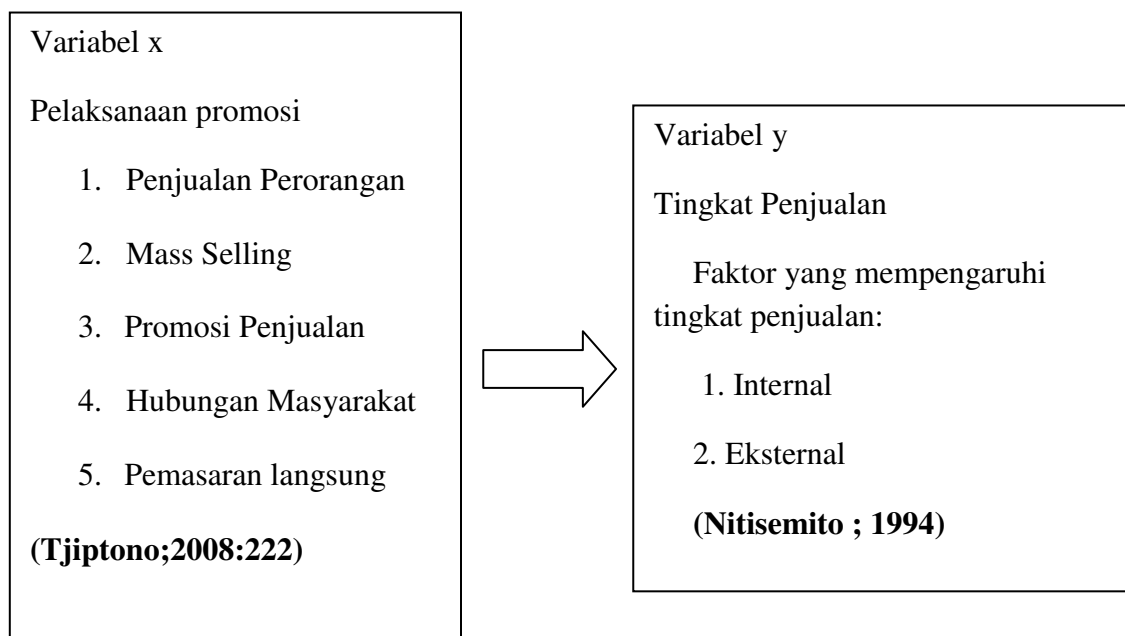 Variabel x
Pelaksanaan promosi
1. Penjualan Perorangan
2. Mass Selling
3. Promosi Penjualan
4. Hubungan Masyarakat
5. Pemasaran langsung
(Tjiptono;2008:222)
Variabel y
Tingkat Penjualan
Faktor yang mempengaruhi
tingkat penjualan:
1. Internal
2. Eksternal
(Nitisemito ; 1994)